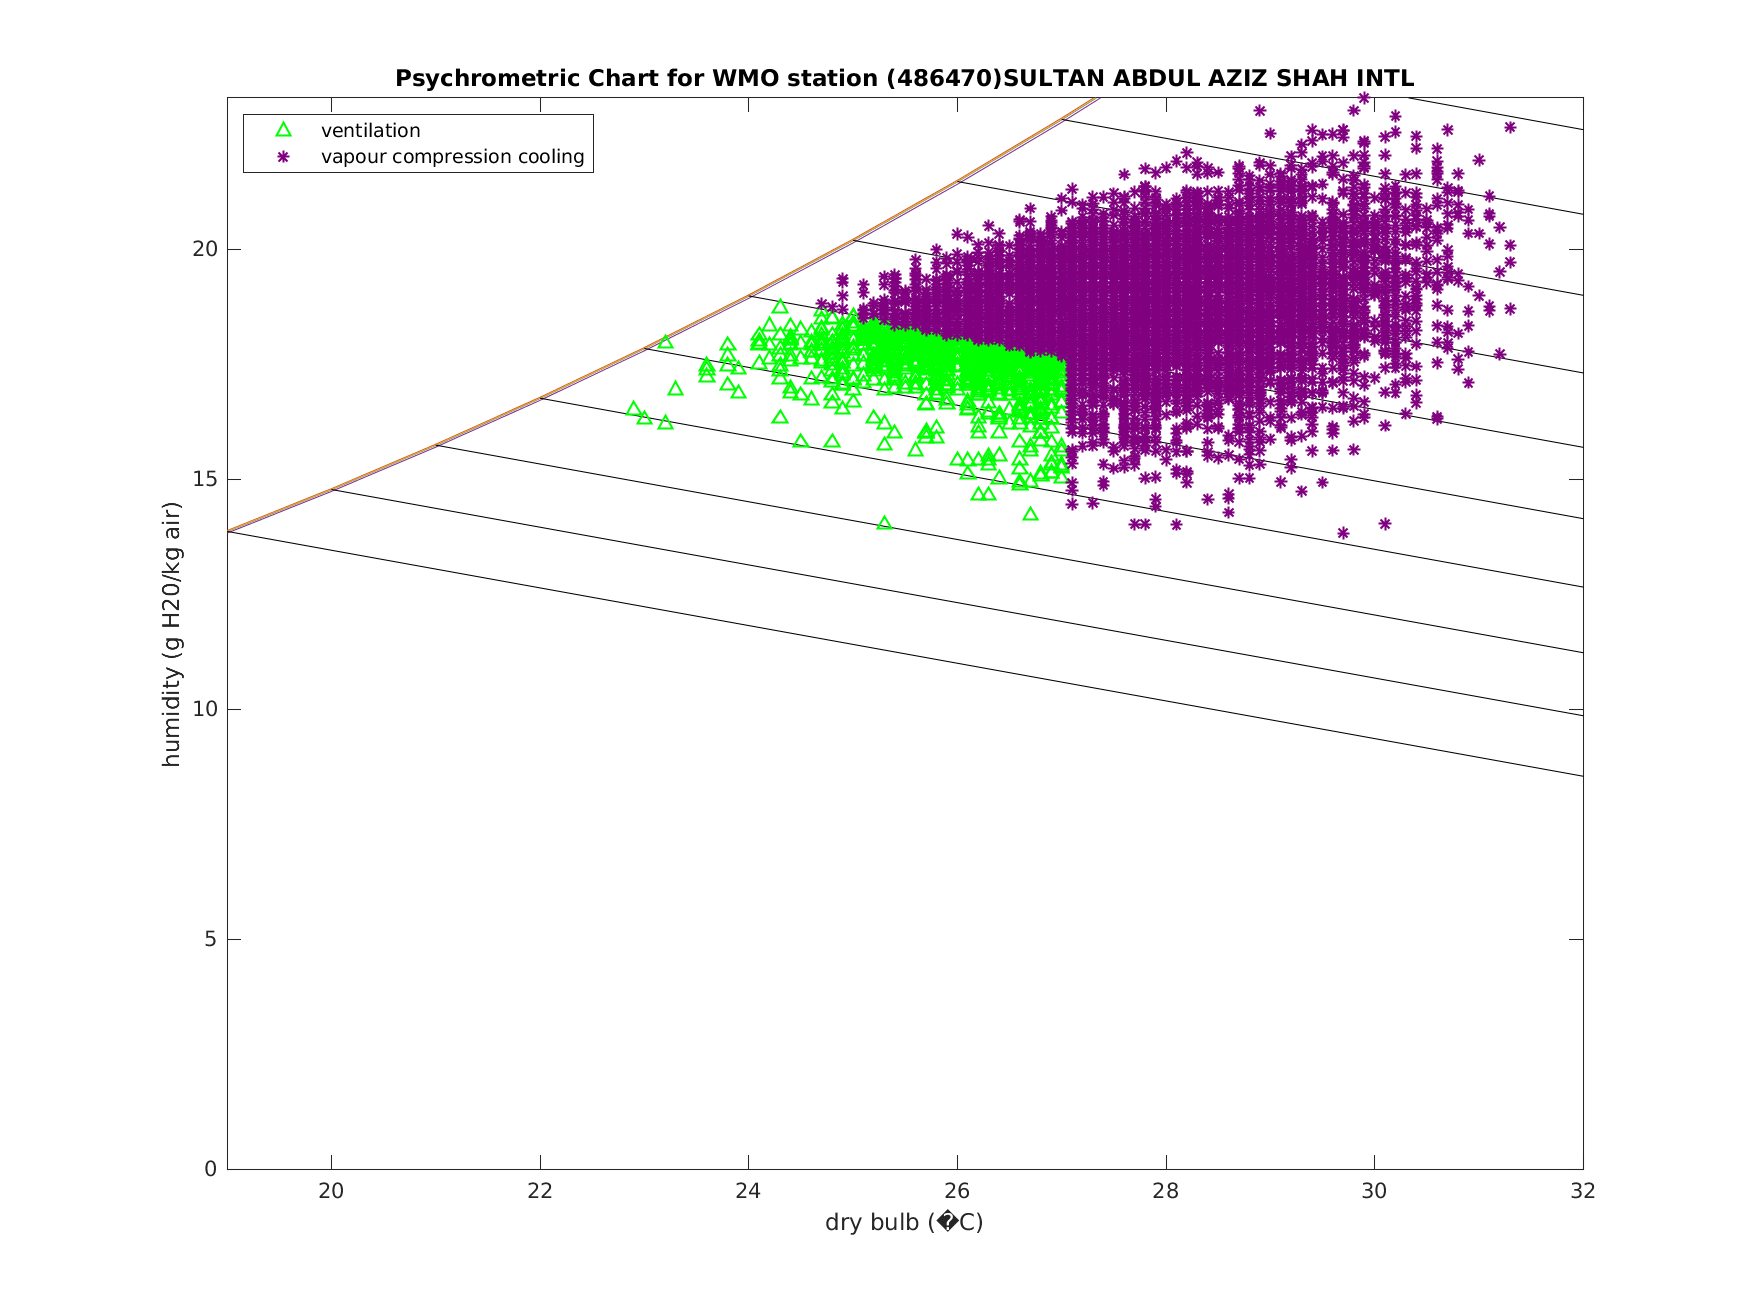 Psychrometric Chart for WMO station (486470)SULTAN ABDUL AZIZ SHAH INTL
ventilation
vapour compression cooling
humidity (g H20/kg air)
20
15
10
5
0
20 22 24 26 28 30 32
dry bulb (�C)